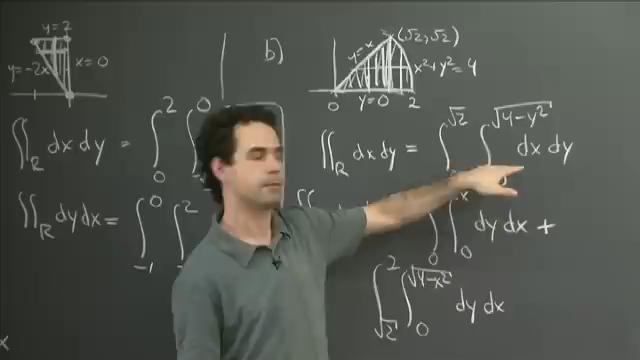 y=2
y=-2x
x=0
∬_R dx dy = ∫_0^2 ∫^0
∬_R dy dx = ∫_{-1}^0 ∫^2
b)
y=x
(√2, √2)
x²+y²=4
0 y=0 2
∬_R dx dy = ∫^{√2} ∫^{√(4-y²)} dx dy
∫_0 ∫_0^x dy dx +
∫_{√2}^2 ∫_0^{√(4-x²)} dy dx
x